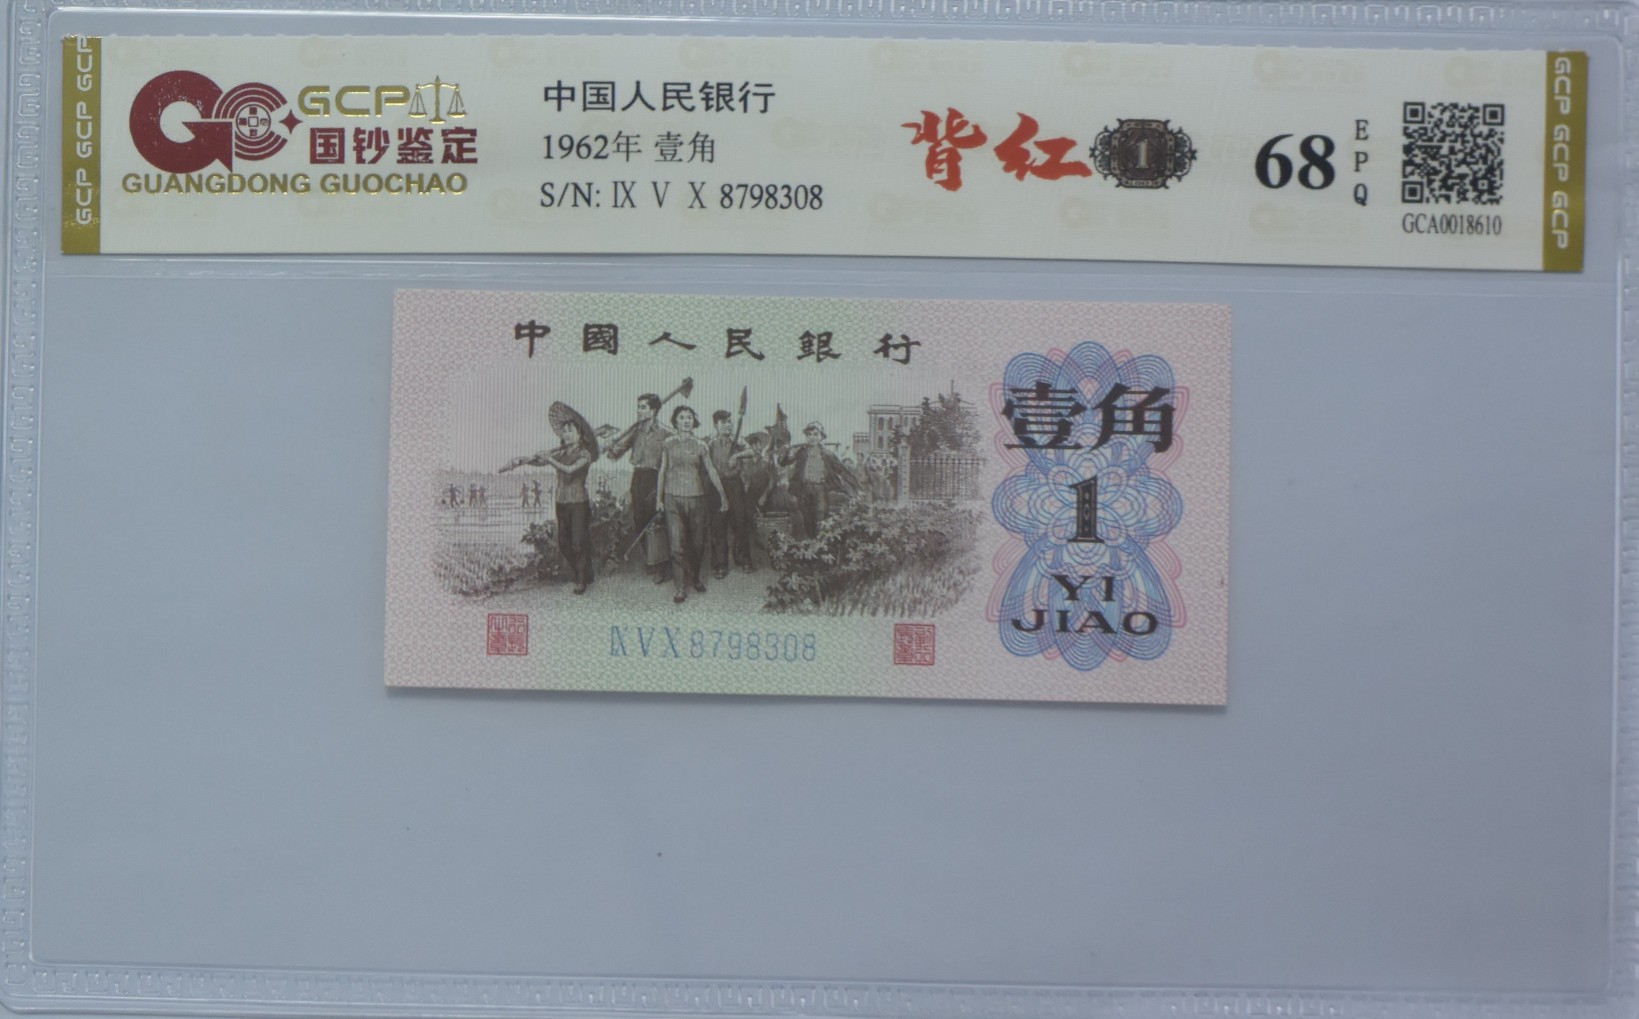 GCP GCP GCP
GCP
国钞鉴定
GUANGDONG GUOCHAO
中国人民银行
1962年 壹角
S/N: Ⅸ Ⅴ Ⅹ 8798308
背红
1
68
E
P
Q
GCA0018610
GCP GCP GCP
中國人民銀行
壹角
1
YI
JIAO
ⅨⅤⅩ8798308